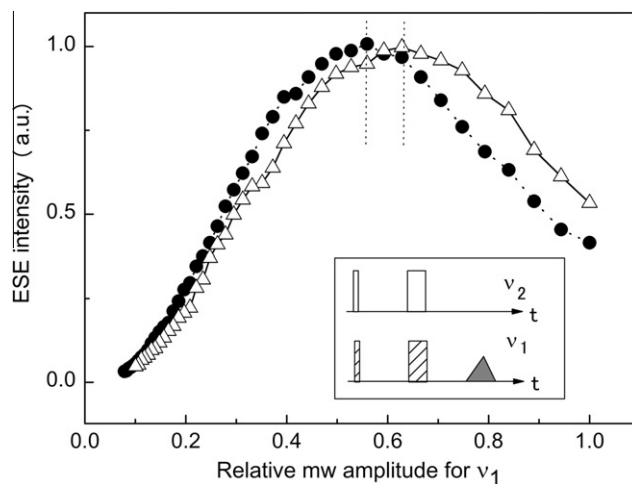 ESE intensity ( a.u.)
1.0
0.5
0.0
ν2
t
ν1
t
0.0 0.2 0.4 0.6 0.8 1.0
Relative mw amplitude for ν1